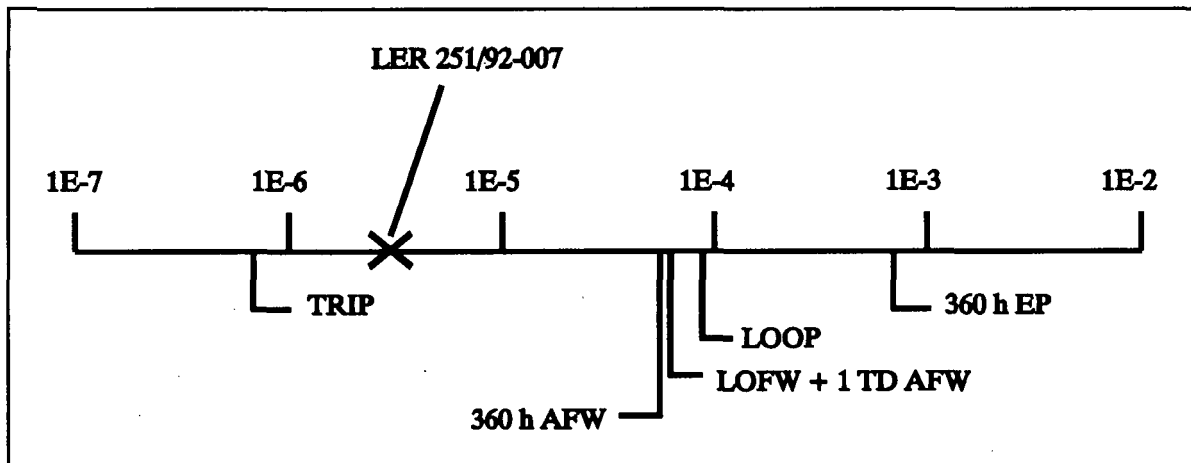 LER 251/92-007
1E-7 1E-6 1E-5 1E-4 1E-3 1E-2
TRIP
360 h EP
LOOP
LOFW + 1 TD AFW
360 h AFW